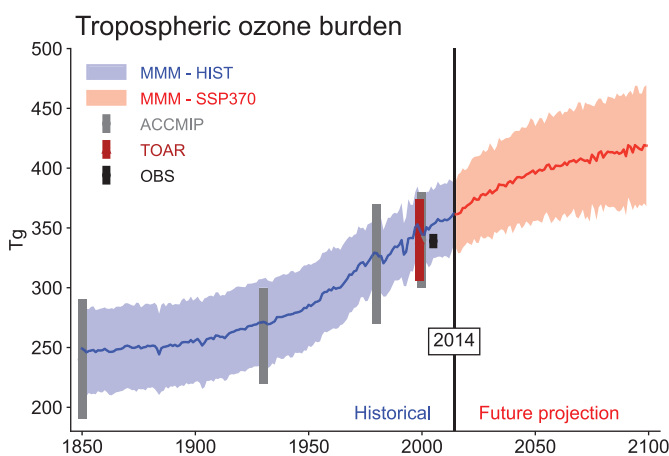 Tropospheric ozone burden
500
450
400
350
300
250
200
Tg
MMM - HIST
MMM - SSP370
ACCMIP
TOAR
OBS
2014
Historical
Future projection
1850
1900
1950
2000
2050
2100